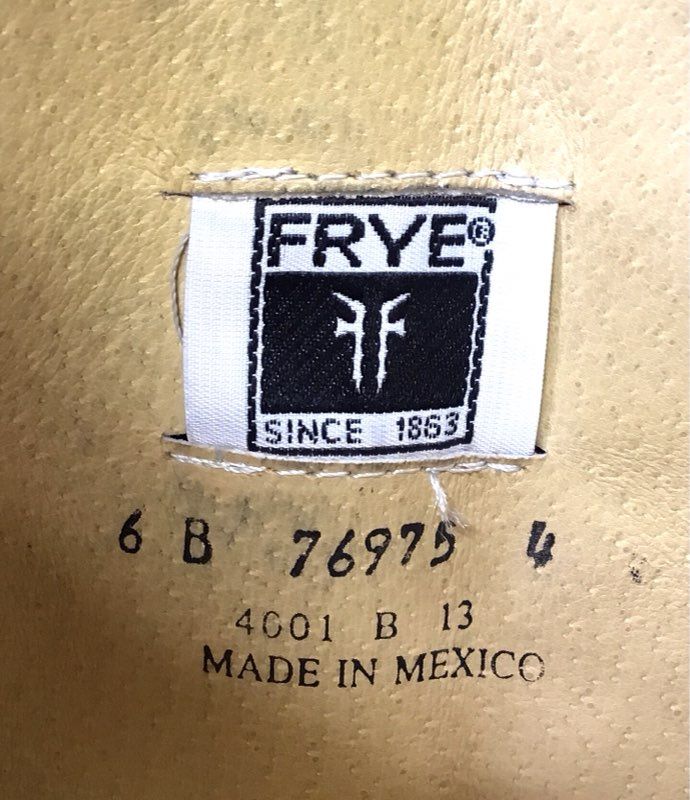 FRYE®
SINCE 1863
6 B 76975 4
4001 B 13
MADE IN MEXICO